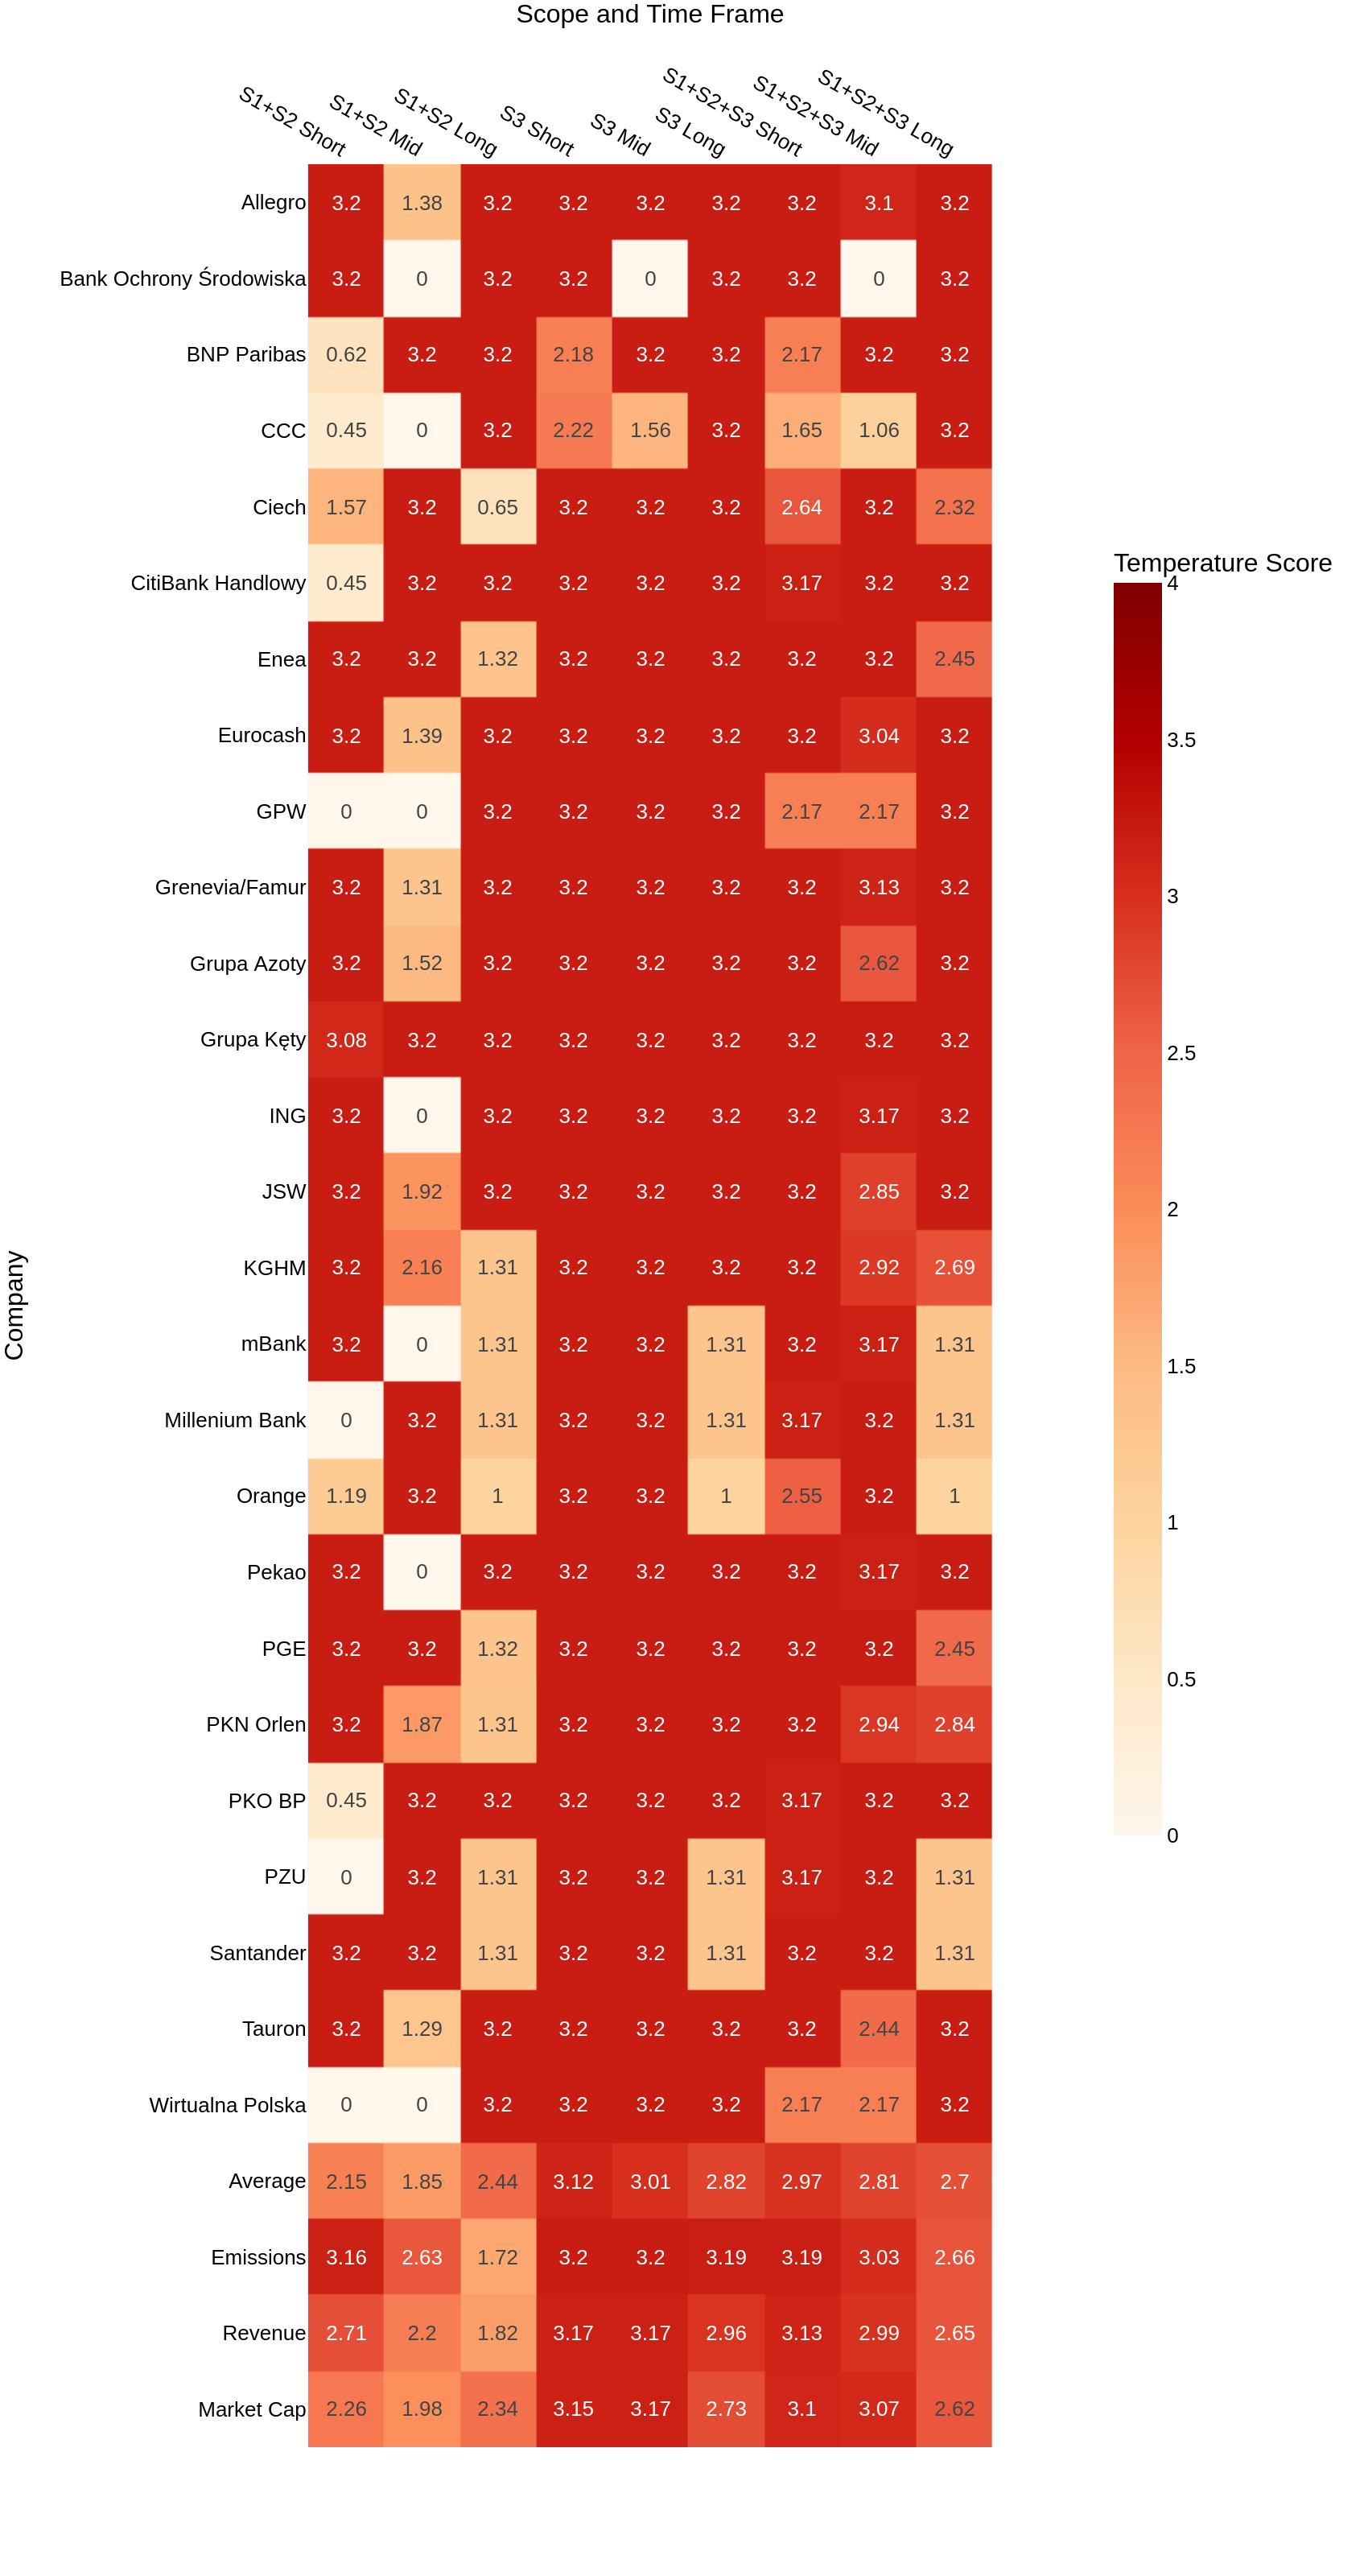 Scope and Time Frame
S1+S2 Short S1+S2 Mid S1+S2 Long S3 Short S3 Mid S3 Long S1+S2+S3 Short S1+S2+S3 Mid S1+S2+S3 Long
Allegro 3.2 1.38 3.2 3.2 3.2 3.2 3.2 3.1 3.2
Bank Ochrony Środowiska 3.2 0 3.2 3.2 0 3.2 3.2 0 3.2
BNP Paribas 0.62 3.2 3.2 2.18 3.2 3.2 2.17 3.2 3.2
CCC 0.45 0 3.2 2.22 1.56 3.2 1.65 1.06 3.2
Ciech 1.57 3.2 0.65 3.2 3.2 3.2 2.64 3.2 2.32
CitiBank Handlowy 0.45 3.2 3.2 3.2 3.2 3.2 3.17 3.2 3.2
Enea 3.2 3.2 1.32 3.2 3.2 3.2 3.2 3.2 2.45
Eurocash 3.2 1.39 3.2 3.2 3.2 3.2 3.2 3.04 3.2
GPW 0 0 3.2 3.2 3.2 3.2 2.17 2.17 3.2
Grenevia/Famur 3.2 1.31 3.2 3.2 3.2 3.2 3.2 3.13 3.2
Grupa Azoty 3.2 1.52 3.2 3.2 3.2 3.2 3.2 2.62 3.2
Grupa Kęty 3.08 3.2 3.2 3.2 3.2 3.2 3.2 3.2 3.2
ING 3.2 0 3.2 3.2 3.2 3.2 3.2 3.17 3.2
JSW 3.2 1.92 3.2 3.2 3.2 3.2 3.2 2.85 3.2
KGHM 3.2 2.16 1.31 3.2 3.2 3.2 3.2 2.92 2.69
mBank 3.2 0 1.31 3.2 3.2 1.31 3.2 3.17 1.31
Millenium Bank 0 3.2 1.31 3.2 3.2 1.31 3.17 3.2 1.31
Orange 1.19 3.2 1 3.2 3.2 1 2.55 3.2 1
Pekao 3.2 0 3.2 3.2 3.2 3.2 3.2 3.17 3.2
PGE 3.2 3.2 1.32 3.2 3.2 3.2 3.2 3.2 2.45
PKN Orlen 3.2 1.87 1.31 3.2 3.2 3.2 3.2 2.94 2.84
PKO BP 0.45 3.2 3.2 3.2 3.2 3.2 3.17 3.2 3.2
PZU 0 3.2 1.31 3.2 3.2 1.31 3.17 3.2 1.31
Santander 3.2 3.2 1.31 3.2 3.2 1.31 3.2 3.2 1.31
Tauron 3.2 1.29 3.2 3.2 3.2 3.2 3.2 2.44 3.2
Wirtualna Polska 0 0 3.2 3.2 3.2 3.2 2.17 2.17 3.2
Average 2.15 1.85 2.44 3.12 3.01 2.82 2.97 2.81 2.7
Emissions 3.16 2.63 1.72 3.2 3.2 3.19 3.19 3.03 2.66
Revenue 2.71 2.2 1.82 3.17 3.17 2.96 3.13 2.99 2.65
Market Cap 2.26 1.98 2.34 3.15 3.17 2.73 3.1 3.07 2.62
Company
Temperature Score
4
3.5
3
2.5
2
1.5
1
0.5
0